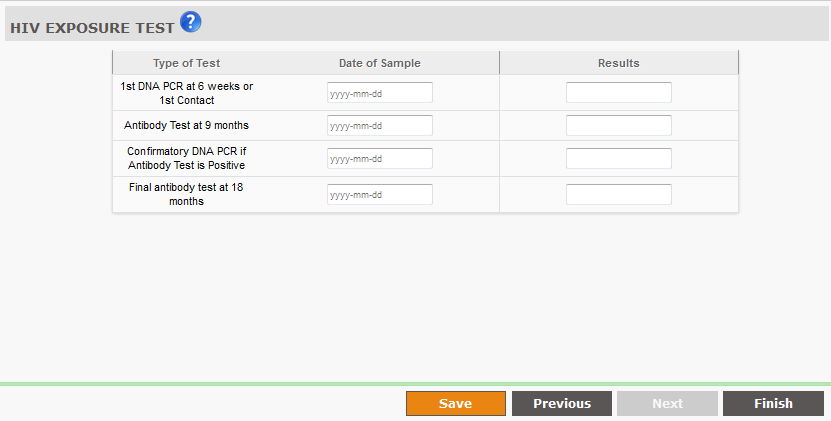 HIV EXPOSURE TEST ?
Type of Test Date of Sample Results
1st DNA PCR at 6 weeks or
1st Contact
yyyy-mm-dd
Antibody Test at 9 months yyyy-mm-dd
Confirmatory DNA PCR if
Antibody Test is Positive
yyyy-mm-dd
Final antibody test at 18
months
yyyy-mm-dd
Save Previous Next Finish